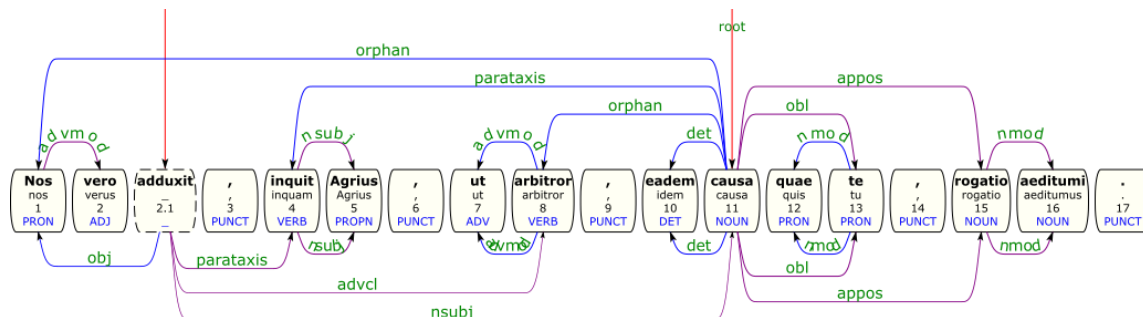 root
orphan
parataxis appos
orphan obl
advmod nsubj advmod det nmod nmod
Nos vero adduxit , inquit Agrius , ut arbitror , eadem causa quae te , rogatio aeditumi .
nos verus _ , inquam Agrius , ut arbitror , idem causa quis tu , rogatio aeditumus .
1 2 2.1 3 4 5 6 7 8 9 10 11 12 13 14 15 16 17
PRON ADJ _ PUNCT VERB PROPN PUNCT ADV VERB PUNCT DET NOUN PRON PRON PUNCT NOUN NOUN PUNCT
obj parataxis nsubj advmod det nmod nmod
obl
advcl appos
nsubj